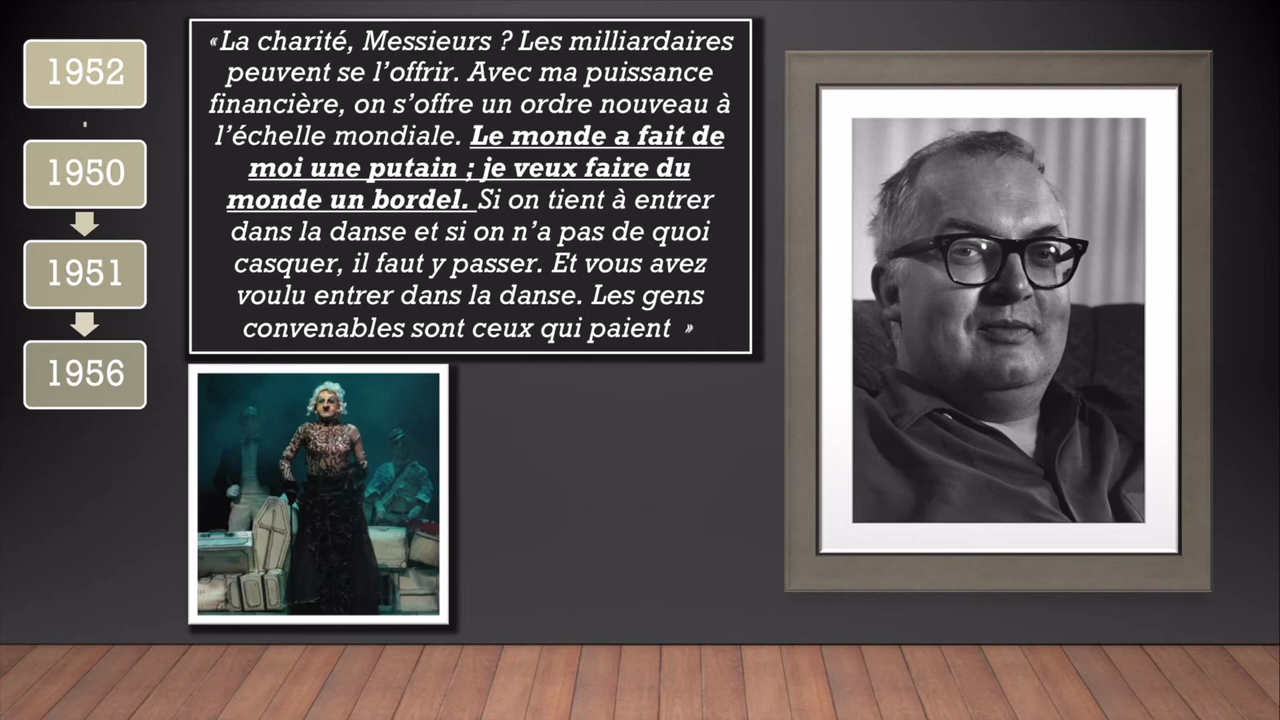 1952
1950
1951
1956
«La charité, Messieurs ? Les milliardaires
peuvent se l’offrir. Avec ma puissance
financière, on s’offre un ordre nouveau à
l’échelle mondiale. Le monde a fait de
moi une putain ; je veux faire du
monde un bordel. Si on tient à entrer
dans la danse et si on n’a pas de quoi
casquer, il faut y passer. Et vous avez
voulu entrer dans la danse. Les gens
convenables sont ceux qui paient »